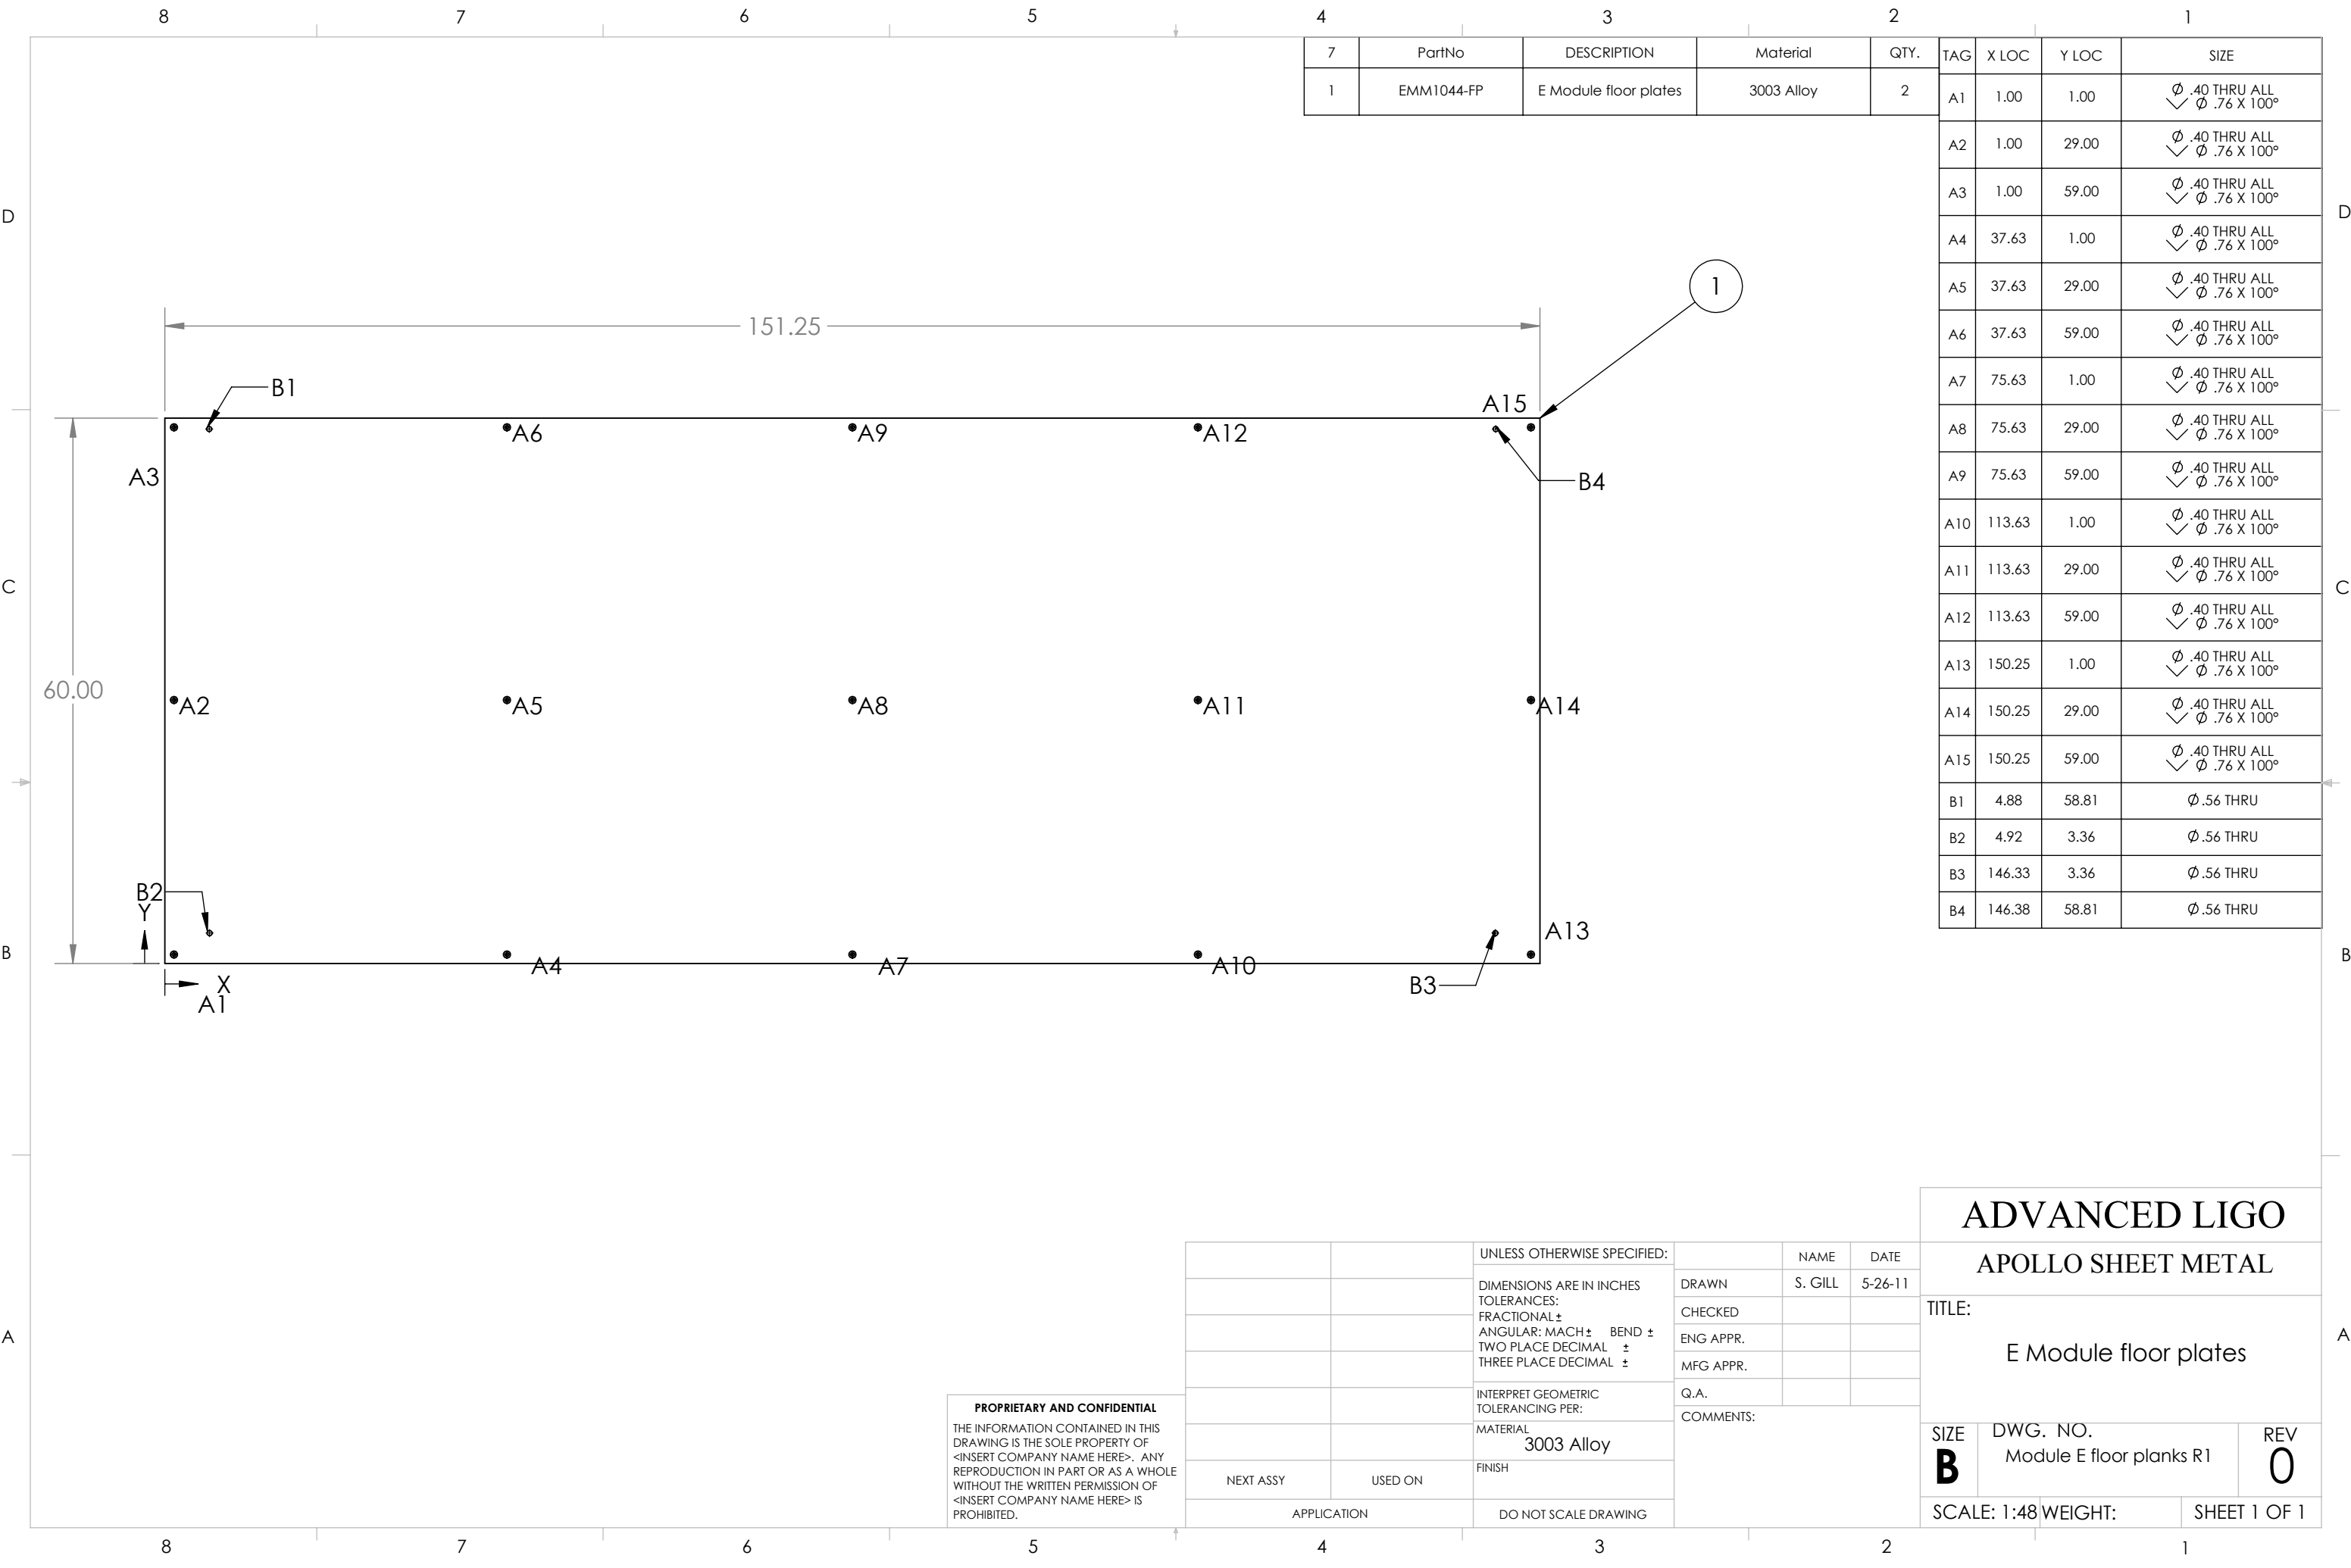 8 7 6 5 4 3 2 1
7 PartNo DESCRIPTION Material QTY.
1 EMM1044-FP E Module floor plates 3003 Alloy 2
TAG X LOC Y LOC SIZE
A1 1.00 1.00 Ø .40 THRU ALL
⌵ Ø .76 X 100°
A2 1.00 29.00 Ø .40 THRU ALL
⌵ Ø .76 X 100°
A3 1.00 59.00 Ø .40 THRU ALL
⌵ Ø .76 X 100°
A4 37.63 1.00 Ø .40 THRU ALL
⌵ Ø .76 X 100°
A5 37.63 29.00 Ø .40 THRU ALL
⌵ Ø .76 X 100°
A6 37.63 59.00 Ø .40 THRU ALL
⌵ Ø .76 X 100°
A7 75.63 1.00 Ø .40 THRU ALL
⌵ Ø .76 X 100°
A8 75.63 29.00 Ø .40 THRU ALL
⌵ Ø .76 X 100°
A9 75.63 59.00 Ø .40 THRU ALL
⌵ Ø .76 X 100°
A10 113.63 1.00 Ø .40 THRU ALL
⌵ Ø .76 X 100°
A11 113.63 29.00 Ø .40 THRU ALL
⌵ Ø .76 X 100°
A12 113.63 59.00 Ø .40 THRU ALL
⌵ Ø .76 X 100°
A13 150.25 1.00 Ø .40 THRU ALL
⌵ Ø .76 X 100°
A14 150.25 29.00 Ø .40 THRU ALL
⌵ Ø .76 X 100°
A15 150.25 59.00 Ø .40 THRU ALL
⌵ Ø .76 X 100°
B1 4.88 58.81 Ø .56 THRU
B2 4.92 3.36 Ø .56 THRU
B3 146.33 3.36 Ø .56 THRU
B4 146.38 58.81 Ø .56 THRU
D D
1
151.25
B1 A15
A6 A9 A12
A3 B4
C C
60.00
A2 A5 A8 A11 A14
B2
Y
A13
B B
A4 A7 A10
X B3
A1
A A
ADVANCED LIGO
APOLLO SHEET METAL
TITLE:
E Module floor plates
SIZE
B
DWG. NO.
Module E floor planks R1
REV
0
SCALE: 1:48 WEIGHT: SHEET 1 OF 1
UNLESS OTHERWISE SPECIFIED:
DIMENSIONS ARE IN INCHES
TOLERANCES:
FRACTIONAL±
ANGULAR: MACH± BEND ±
TWO PLACE DECIMAL ±
THREE PLACE DECIMAL ±
INTERPRET GEOMETRIC
TOLERANCING PER:
MATERIAL
3003 Alloy
FINISH
DO NOT SCALE DRAWING
NAME DATE
DRAWN S. GILL 5-26-11
CHECKED
ENG APPR.
MFG APPR.
Q.A.
COMMENTS:
NEXT ASSY USED ON
APPLICATION
PROPRIETARY AND CONFIDENTIAL
THE INFORMATION CONTAINED IN THIS
DRAWING IS THE SOLE PROPERTY OF
<INSERT COMPANY NAME HERE>. ANY
REPRODUCTION IN PART OR AS A WHOLE
WITHOUT THE WRITTEN PERMISSION OF
<INSERT COMPANY NAME HERE> IS
PROHIBITED.
8 7 6 5 4 3 2 1